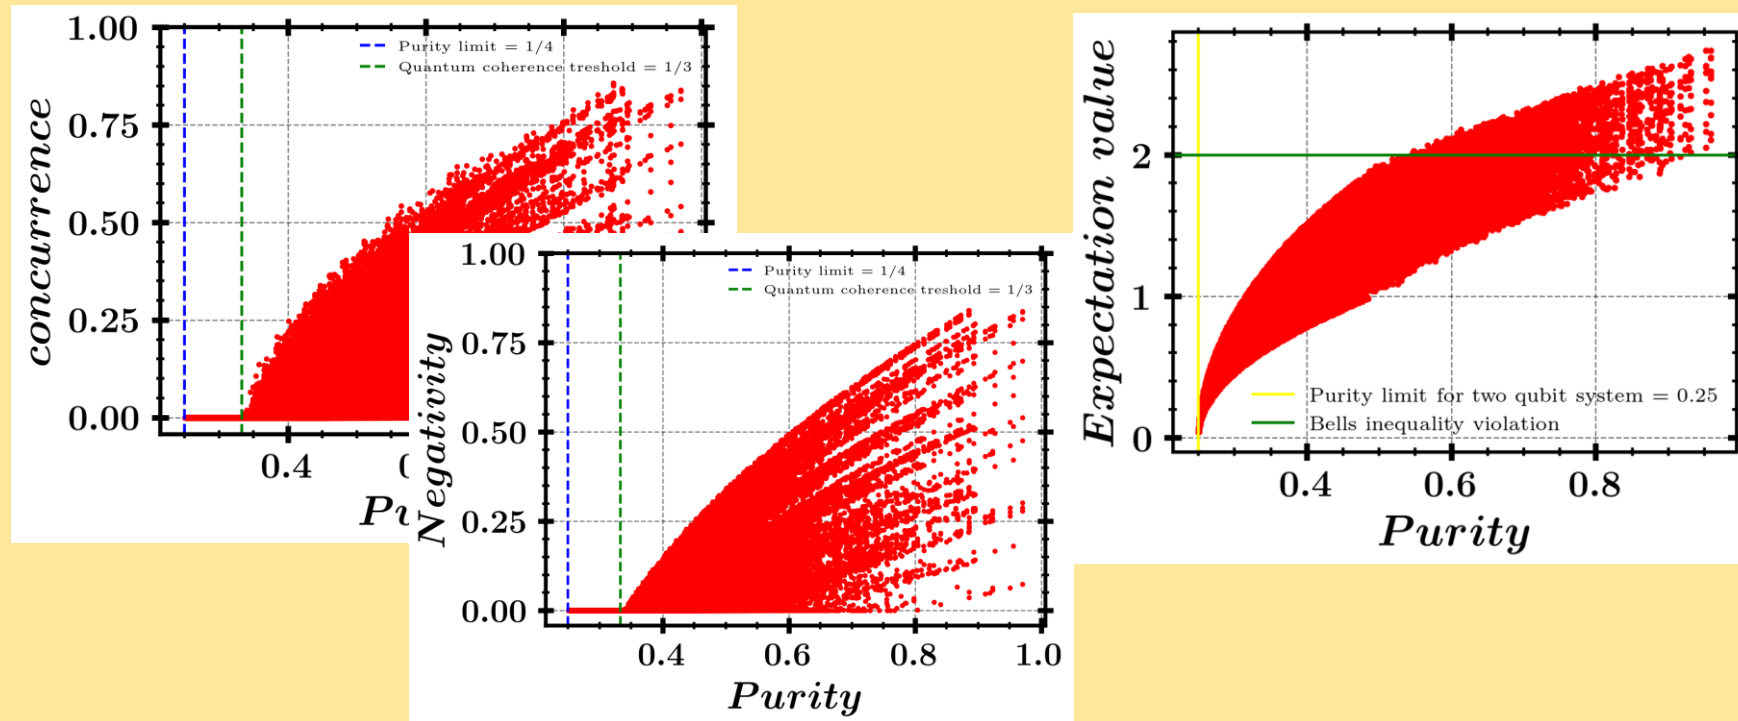 1.00
Purity limit = 1/4
Quantum coherence treshold = 1/3
concurrence
0.75
0.50
0.25
0.00
0.4
1.00
Purity limit = 1/4
Quantum coherence treshold = 1/3
Negativity
0.75
0.50
0.25
0.00
0.4 0.6 0.8 1.0
Purity
Expectation value
2
1
0
Purity limit for two qubit system = 0.25
Bells inequality violation
0.4 0.6 0.8
Purity